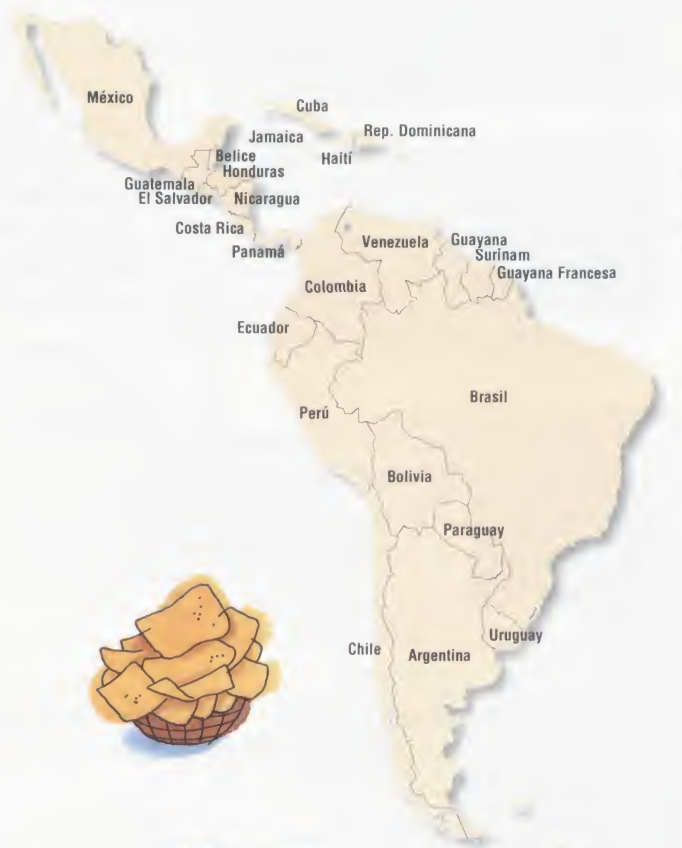 México
Cuba
Rep. Dominicana
Jamaica
Haití
Belice
Honduras
Guatemala
El Salvador
Nicaragua
Costa Rica
Panamá
Venezuela
Guayana
Surinam
Guayana Francesa
Colombia
Ecuador
Brasil
Perú
Bolivia
Paraguay
Uruguay
Chile
Argentina